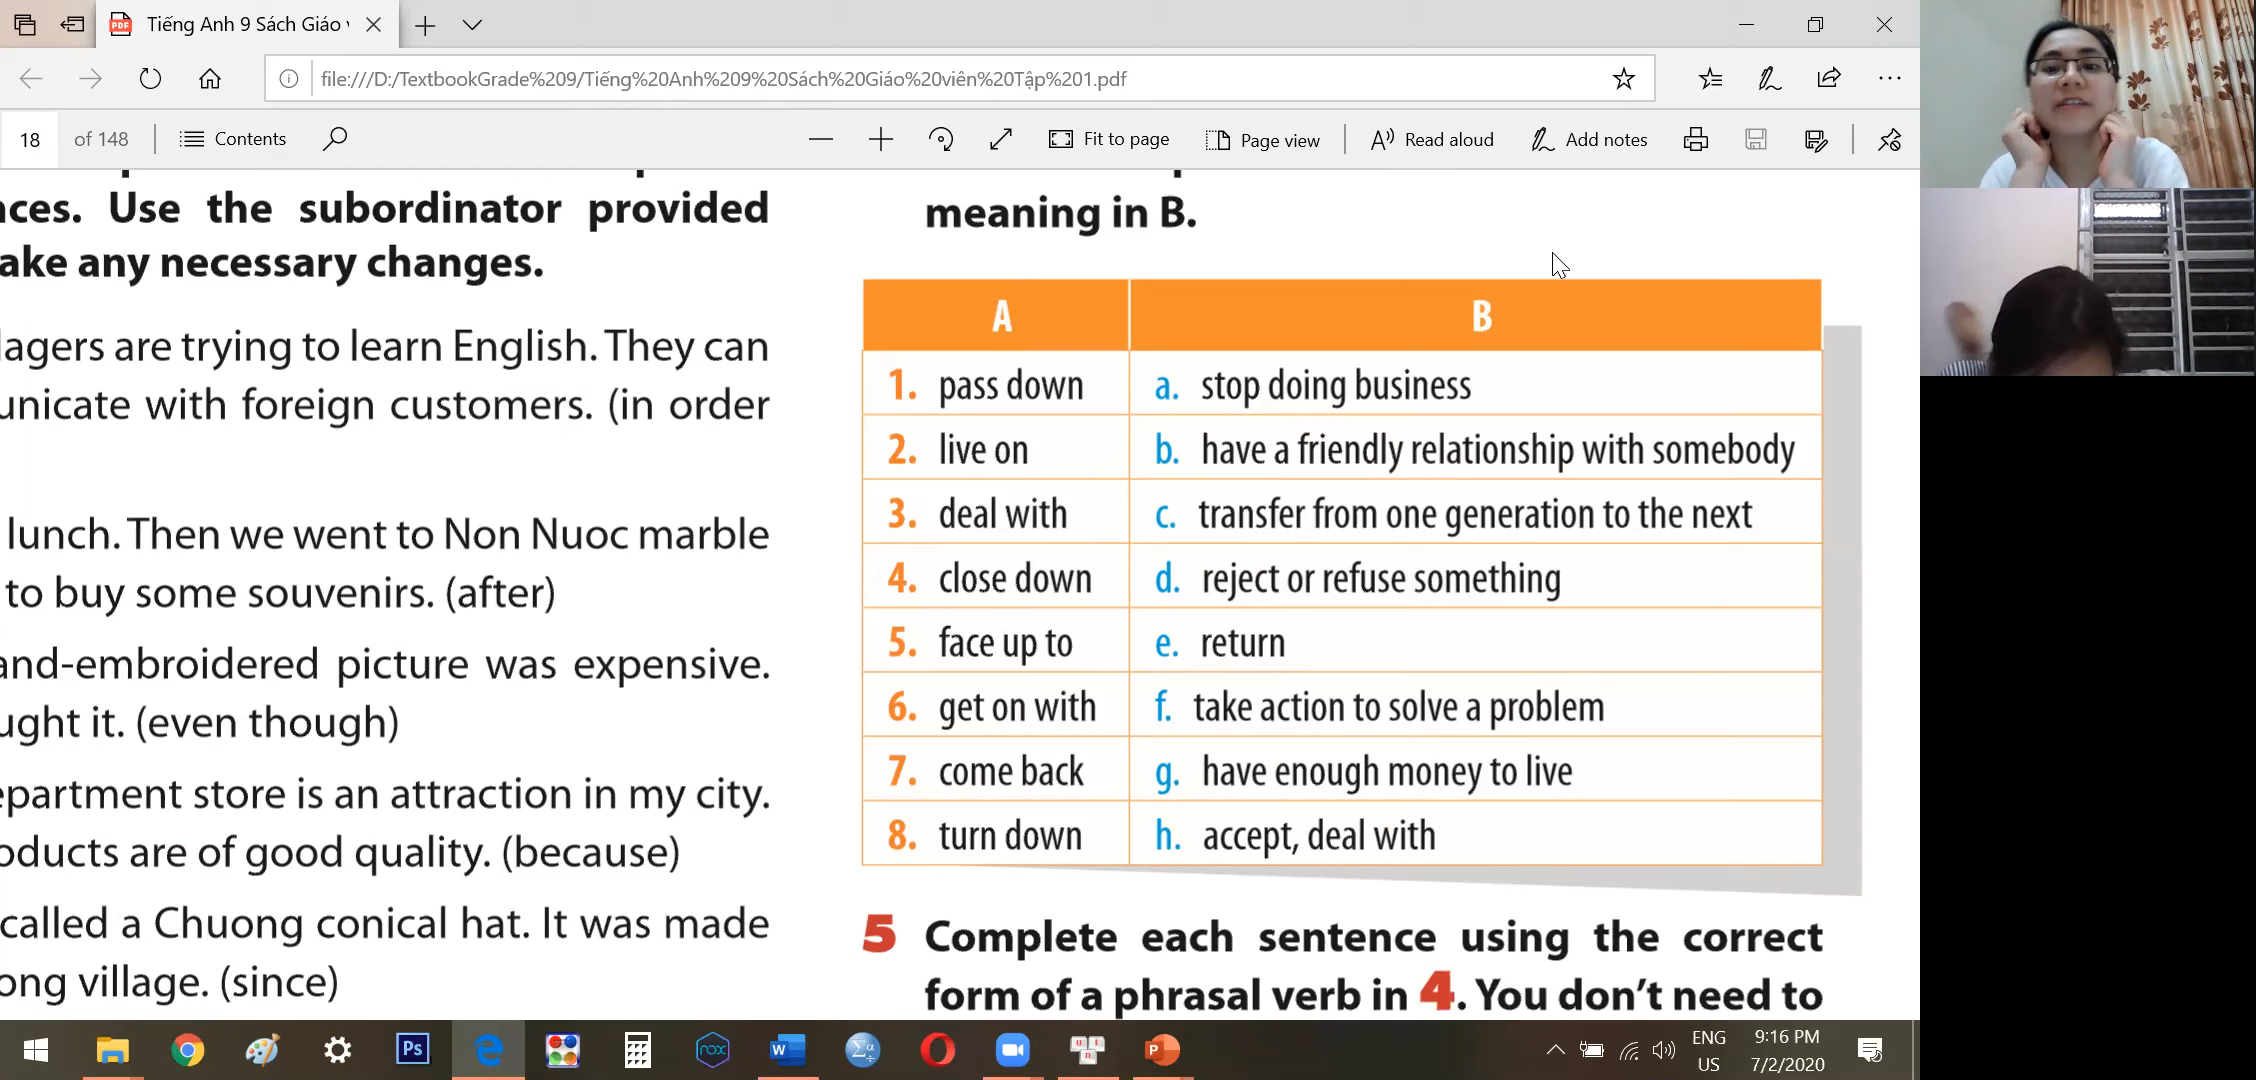 Tiếng Anh 9 Sách Giáo
file:///D:/TextbookGrade%209/Tiếng%20Anh%209%20Sách%20Giáo%20viên%20Tập%201.pdf
18 of 148 Contents Fit to page Page view Read aloud Add notes
nces. Use the subordinator provided
ake any necessary changes.
lagers are trying to learn English. They can
unicate with foreign customers. (in order
lunch. Then we went to Non Nuoc marble
to buy some souvenirs. (after)
and-embroidered picture was expensive.
ught it. (even though)
epartment store is an attraction in my city.
oducts are of good quality. (because)
called a Chuong conical hat. It was made
ong village. (since)
meaning in B.
A B
1. pass down a. stop doing business
2. live on b. have a friendly relationship with somebody
3. deal with c. transfer from one generation to the next
4. close down d. reject or refuse something
5. face up to e. return
6. get on with f. take action to solve a problem
7. come back g. have enough money to live
8. turn down h. accept, deal with
5 Complete each sentence using the correct
form of a phrasal verb in 4. You don't need to
ENG 9:16 PM
US 7/2/2020